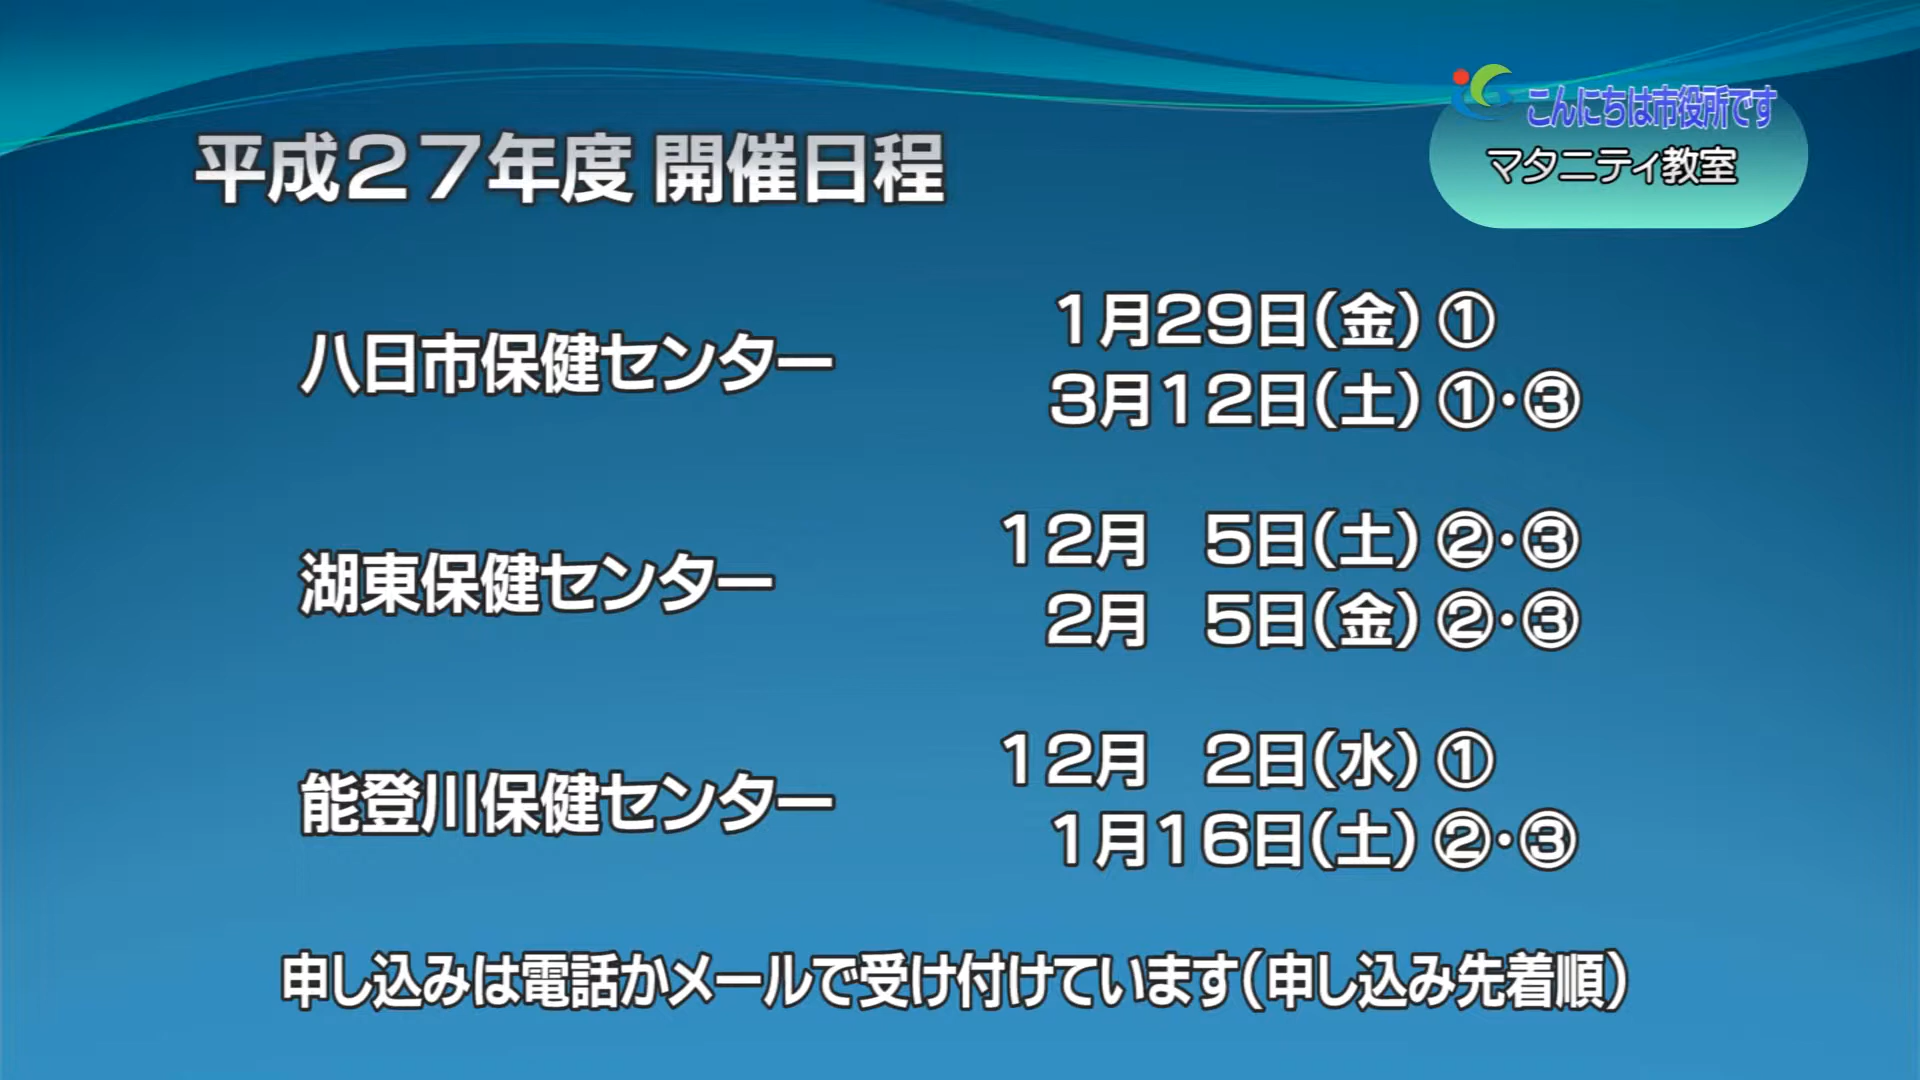 こんにちは市役所です
マタニティ教室
平成27年度 開催日程
八日市保健センター
1月29日(金) ①
3月12日(土) ①・③
湖東保健センター
12月 5日(土) ②・③
2月 5日(金) ②・③
能登川保健センター
12月 2日(水) ①
1月16日(土) ②・③
申し込みは電話かメールで受け付けています(申し込み先着順)